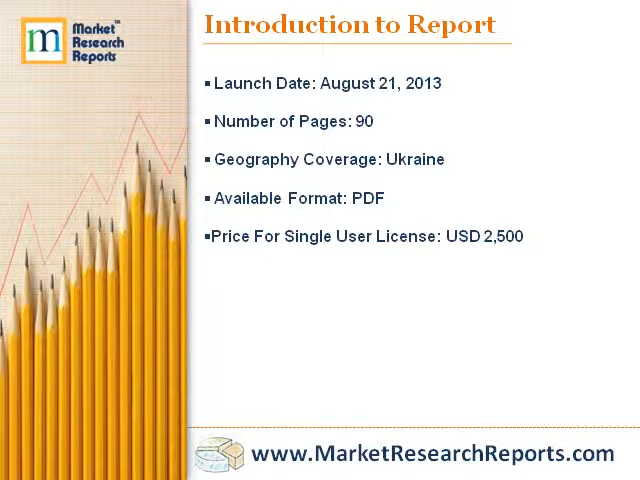 Introduction to Report
m
Market
Research
Reports
TM
▪ Launch Date: August 21, 2013
▪ Number of Pages: 90
▪ Geography Coverage: Ukraine
▪ Available Format: PDF
▪Price For Single User License: USD 2,500
www.MarketResearchReports.com